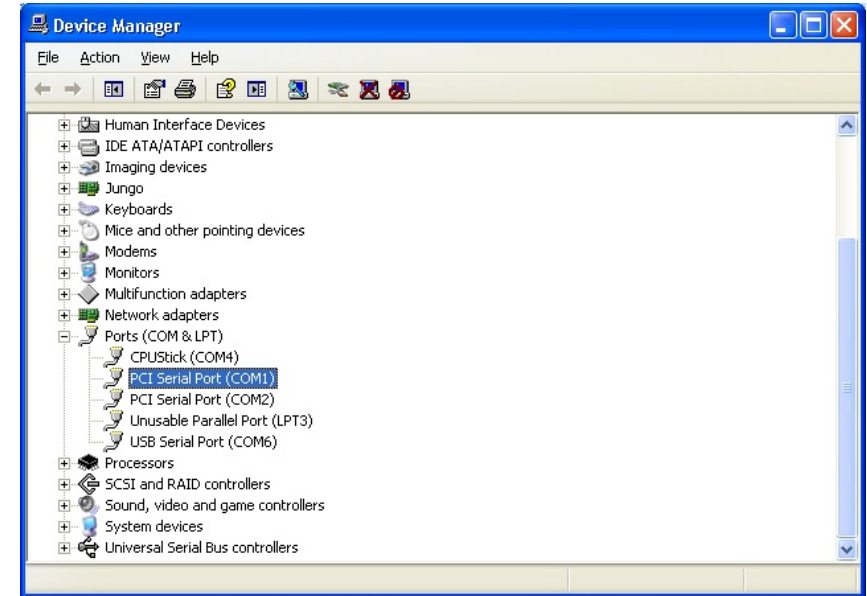 Device Manager
File Action View Help
Human Interface Devices
IDE ATA/ATAPI controllers
Imaging devices
Jungo
Keyboards
Mice and other pointing devices
Modems
Monitors
Multifunction adapters
Network adapters
Ports (COM & LPT)
CPUStick (COM4)
PCI Serial Port (COM1)
PCI Serial Port (COM2)
Unusable Parallel Port (LPT3)
USB Serial Port (COM6)
Processors
SCSI and RAID controllers
Sound, video and game controllers
System devices
Universal Serial Bus controllers